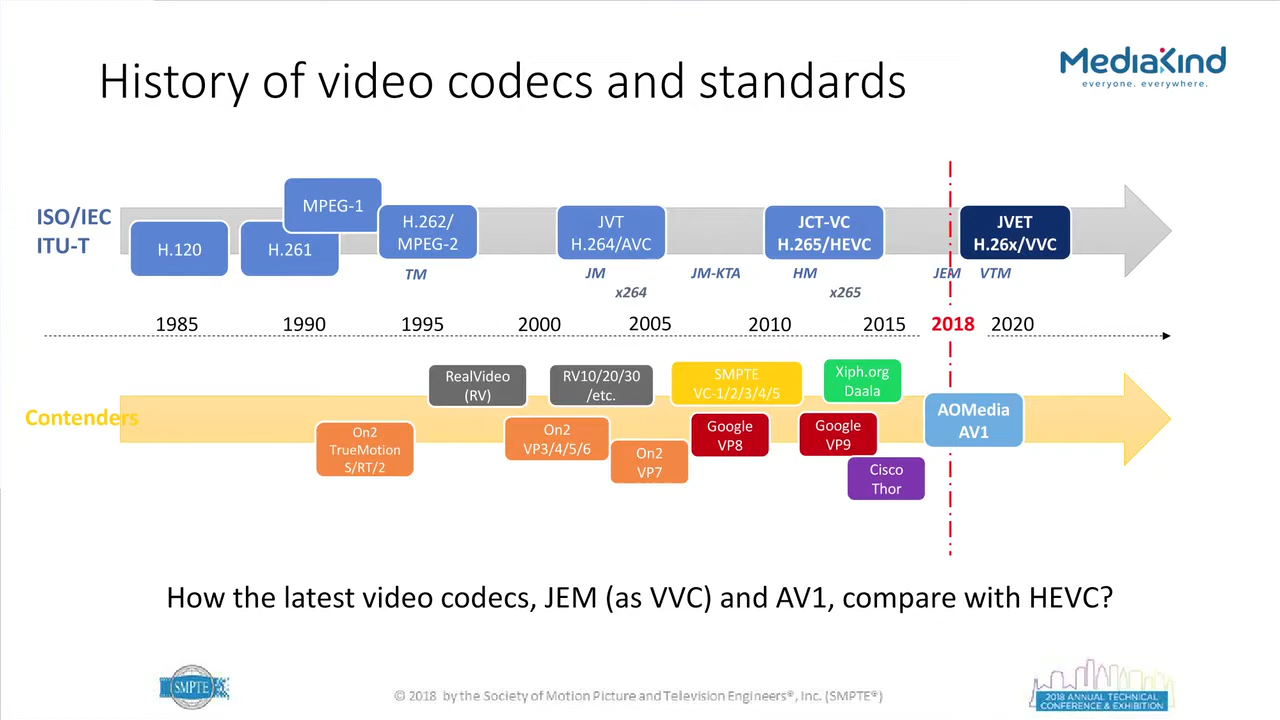 History of video codecs and standards
MediaKind
everyone. everywhere.
ISO/IEC
ITU-T
H.120
H.261
MPEG-1
H.262/
MPEG-2
JVT
H.264/AVC
JCT-VC
H.265/HEVC
JVET
H.26x/VVC
TM
JM
JM-KTA
HM
JEM
VTM
x264
x265
1985
1990
1995
2000
2005
2010
2015
2018
2020
Contenders
RealVideo
(RV)
RV10/20/30
/etc.
SMPTE
VC-1/2/3/4/5
Xiph.org
Daala
On2
TrueMotion
S/RT/2
On2
VP3/4/5/6
On2
VP7
Google
VP8
Google
VP9
Cisco
Thor
AOMedia
AV1
How the latest video codecs, JEM (as VVC) and AV1, compare with HEVC?
SMPTE
© 2018 by the Society of Motion Picture and Television Engineers®, Inc. (SMPTE®)
2018 ANNUAL TECHNICAL
CONFERENCE & EXHIBITION